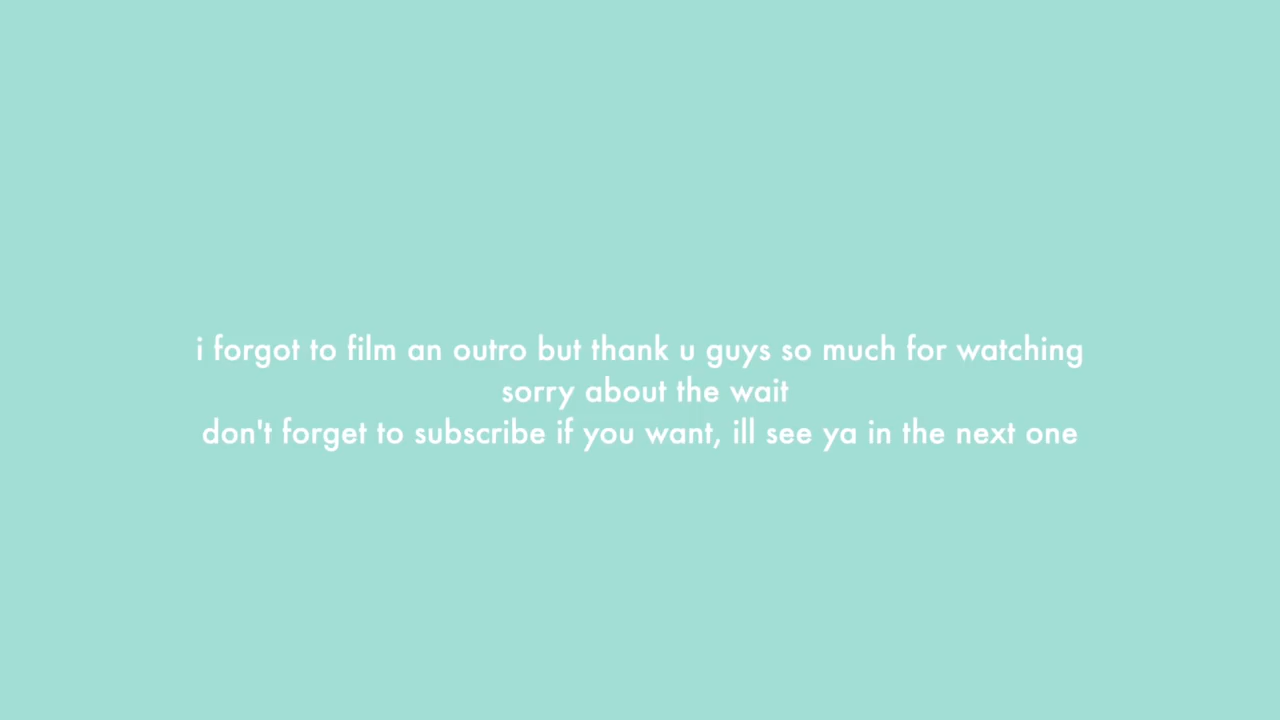 i forgot to film an outro but thank u guys so much for watching
sorry about the wait
don't forget to subscribe if you want, ill see ya in the next one